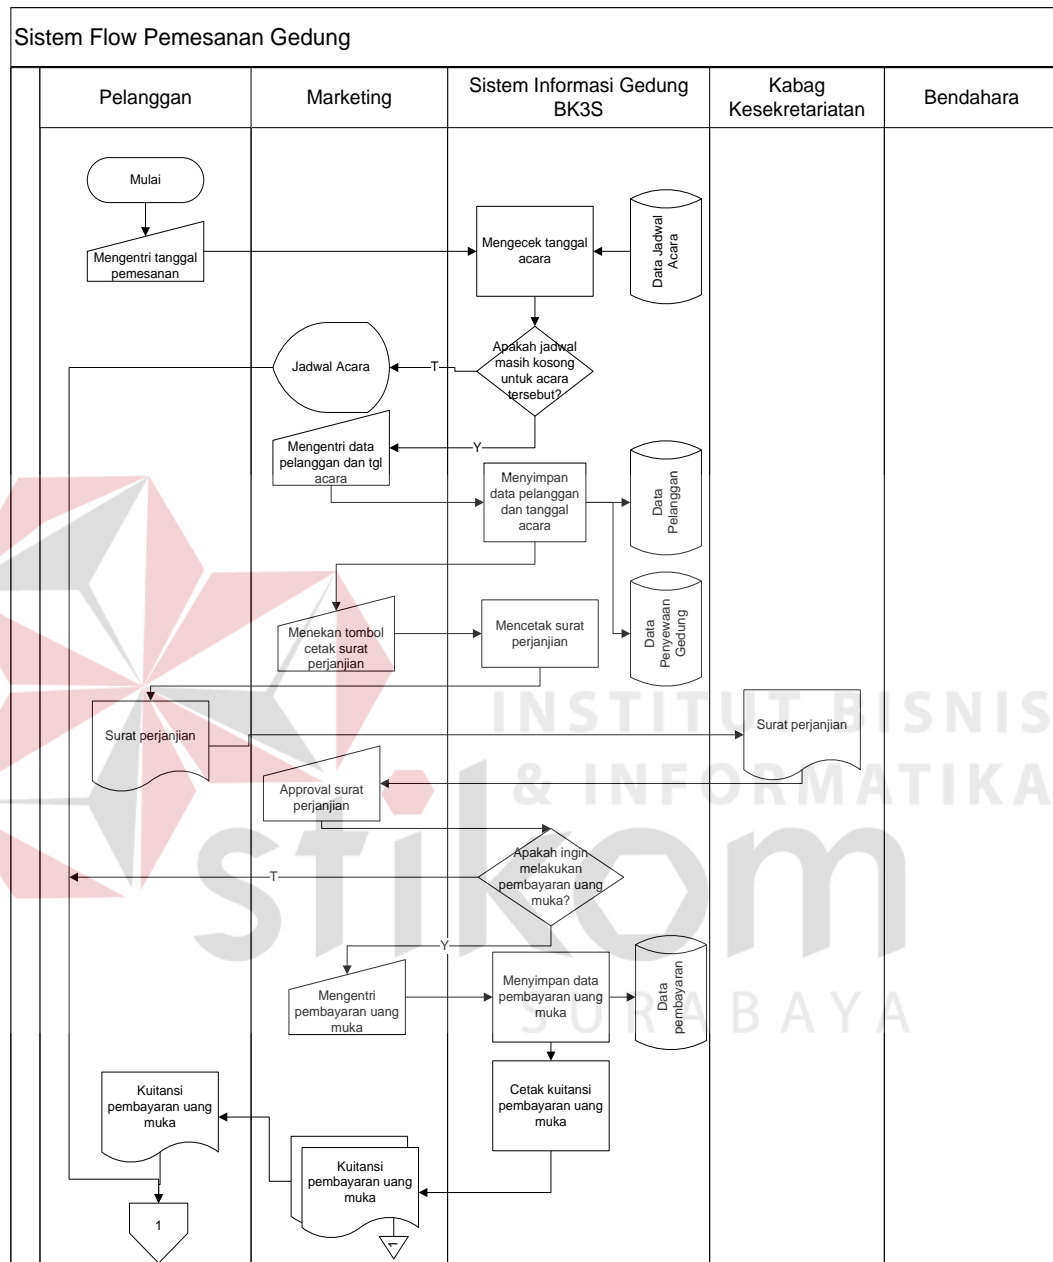 Sistem Flow Pemesanan Gedung
Pelanggan
Marketing
Sistem Informasi Gedung
BK3S
Kabag
Kesekretariatan
Bendahara
Mulai
Mengentri tanggal
pemesanan
Mengecek tanggal
acara
Data Jadwal
Acara
Apakah jadwal
masih kosong
untuk acara
tersebut?
T
Jadwal Acara
Y
Mengentri data
pelanggan dan tgl
acara
Menyimpan
data pelanggan
dan tanggal
acara
Data
Pelanggan
Menekan tombol
cetak surat
perjanjian
Mencetak surat
perjanjian
Data
Penyewaan
Gedung
Surat perjanjian
Surat perjanjian
INSTITUT BISNIS
& INFORMATIKA
Approval surat
perjanjian
stikom
Apakah ingin
melakukan
pembayaran uang
muka?
T
Y
Mengentri
pembayaran uang
muka
Menyimpan data
pembayaran uang
muka
Data
pembayaran
SURABAYA
Kuitansi
pembayaran uang
muka
Cetak kuitansi
pembayaran uang
muka
Kuitansi
pembayaran uang
muka
1
1